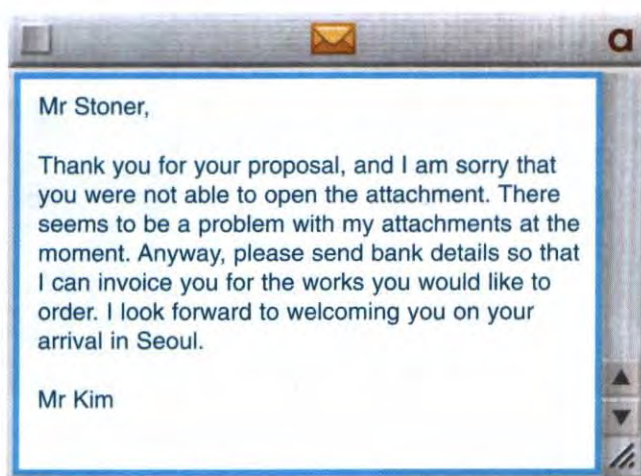 a
Mr Stoner,
Thank you for your proposal, and I am sorry that
you were not able to open the attachment. There
seems to be a problem with my attachments at the
moment. Anyway, please send bank details so that
I can invoice you for the works you would like to
order. I look forward to welcoming you on your
arrival in Seoul.
Mr Kim